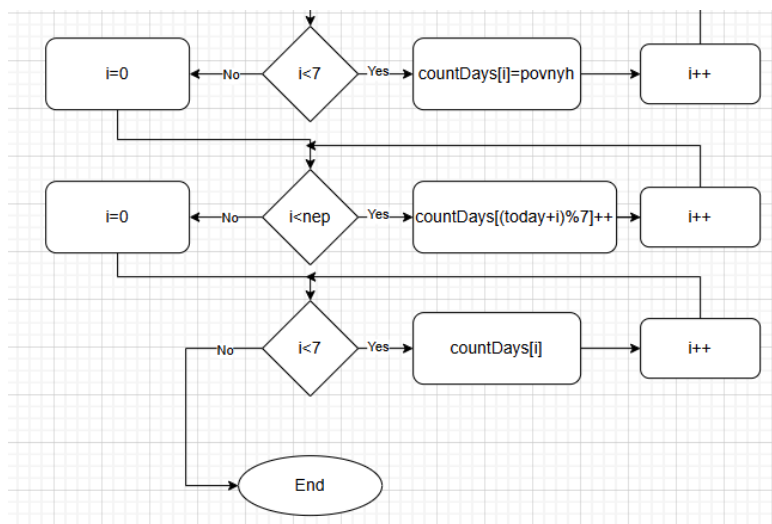 i=0
No
i<7
Yes
countDays[i]=povnyh
i++
i=0
No
i<nep
Yes
countDays[(today+i)%7]++
i++
No
i<7
Yes
countDays[i]
i++
End